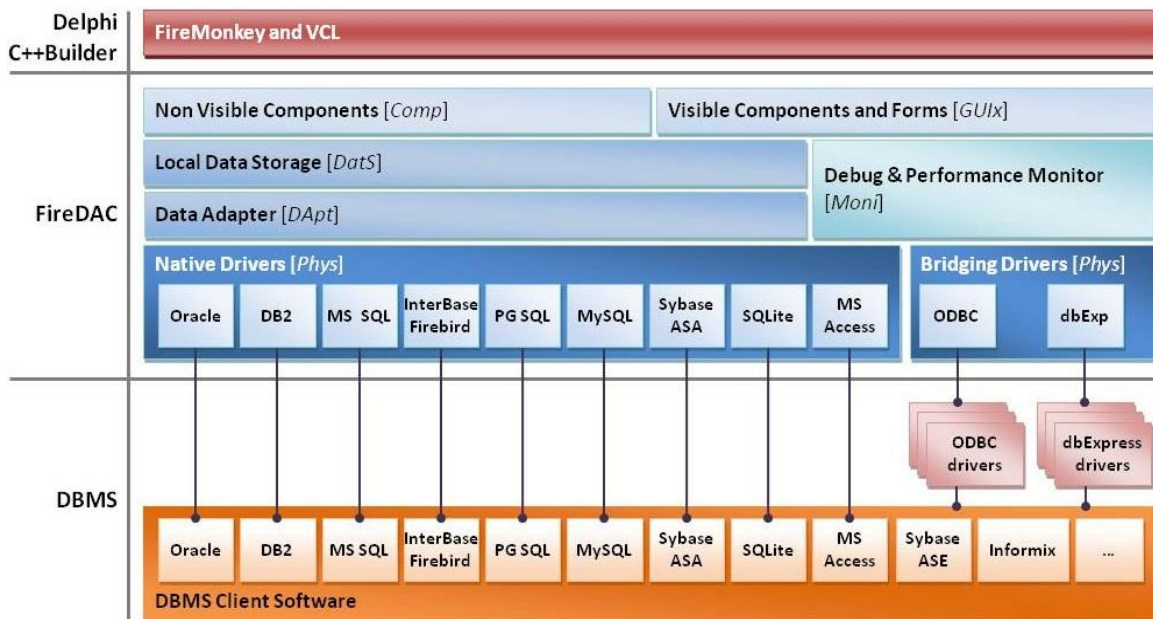 Delphi
C++Builder
FireMonkey and VCL
FireDAC
Non Visible Components [Comp]
Visible Components and Forms [GUIx]
Local Data Storage [DatS]
Debug & Performance Monitor
[Moni]
Data Adapter [DApt]
Native Drivers [Phys]
Oracle
DB2
MS SQL
InterBase
Firebird
PG SQL
MySQL
Sybase
ASA
SQLite
MS
Access
Bridging Drivers [Phys]
ODBC
dbExp
DBMS
ODBC
drivers
dbExpress
drivers
Oracle
DB2
MS SQL
InterBase
Firebird
PG SQL
MySQL
Sybase
ASA
SQLite
MS
Access
Sybase
ASE
Informix
...
DBMS Client Software